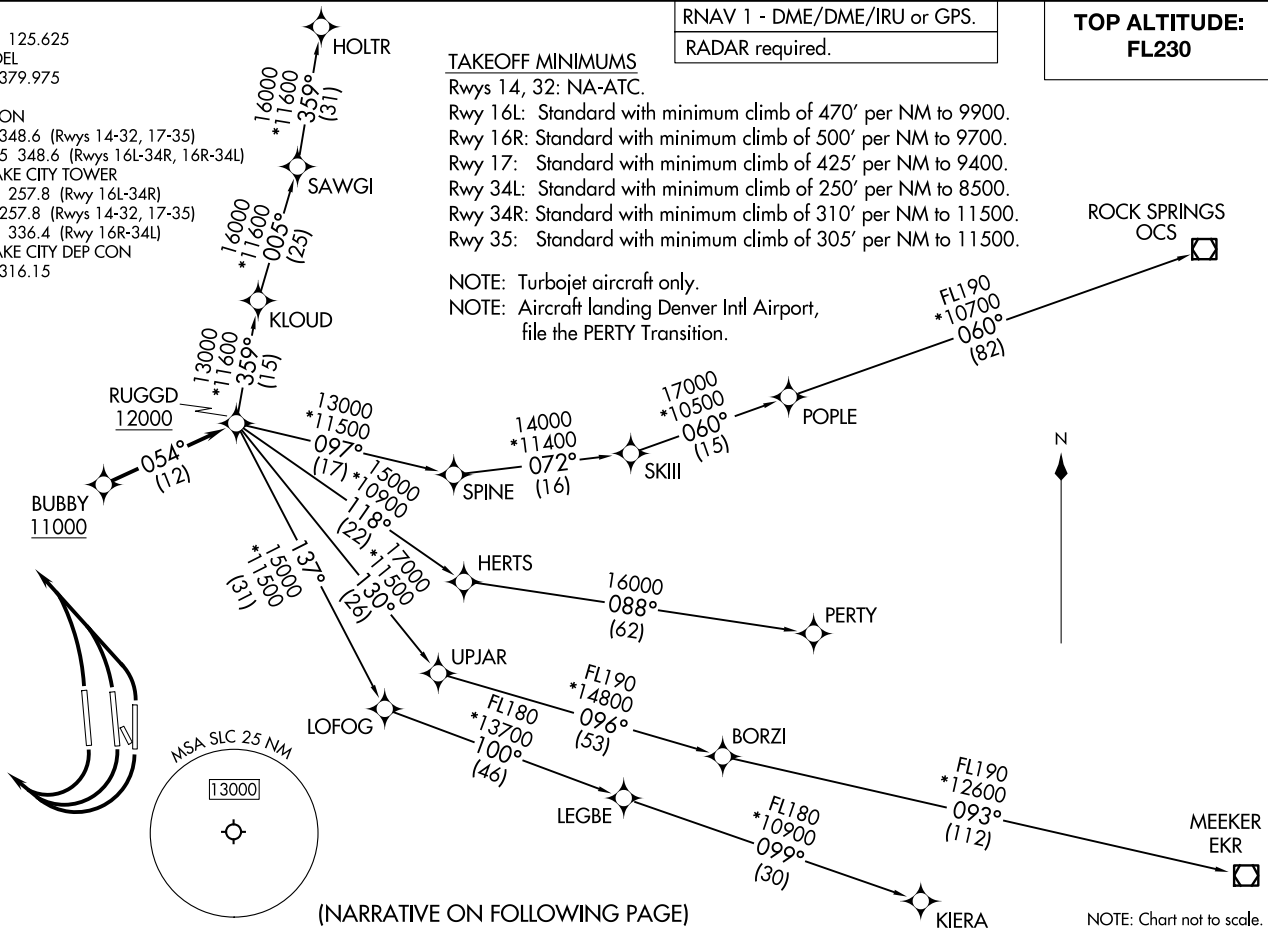 125.625
DEL
379.975
ON
348.6 (Rwys 14-32, 17-35)
5 348.6 (Rwys 16L-34R, 16R-34L)
AKE CITY TOWER
257.8 (Rwy 16L-34R)
257.8 (Rwys 14-32, 17-35)
336.4 (Rwy 16R-34L)
AKE CITY DEP CON
316.15
RNAV 1 - DME/DME/IRU or GPS.
RADAR required.
TOP ALTITUDE:
FL230
TAKEOFF MINIMUMS
Rwys 14, 32: NA-ATC.
Rwy 16L: Standard with minimum climb of 470' per NM to 9900.
Rwy 16R: Standard with minimum climb of 500' per NM to 9700.
Rwy 17: Standard with minimum climb of 425' per NM to 9400.
Rwy 34L: Standard with minimum climb of 250' per NM to 8500.
Rwy 34R: Standard with minimum climb of 310' per NM to 11500.
Rwy 35: Standard with minimum climb of 305' per NM to 11500.
NOTE: Turbojet aircraft only.
NOTE: Aircraft landing Denver Intl Airport,
file the PERTY Transition.
HOLTR
16000
*11600
359°
(31)
SAWGI
16000
*11600
005°
(25)
KLOUD
13000
*11600
359°
(15)
RUGGD
12000
054°
(12)
BUBBY
11000
13000
*11500
097°
(17)
SPINE
14000
*11400
072°
(16)
SKIII
17000
*10500
060°
(15)
POPLE
FL190
*10700
060°
(82)
ROCK SPRINGS
OCS
N
15000
*10900
118°
(22)
HERTS
16000
088°
(62)
PERTY
17000
*11500
130°
(26)
UPJAR
FL190
*14800
096°
(53)
BORZI
FL190
*12600
093°
(112)
MEEKER
EKR
137°
15000
*11500
(31)
LOFOG
FL180
*13700
100°
(46)
LEGBE
FL180
*10900
099°
(30)
KIERA
MSA SLC 25 NM
13000
(NARRATIVE ON FOLLOWING PAGE)
NOTE: Chart not to scale.